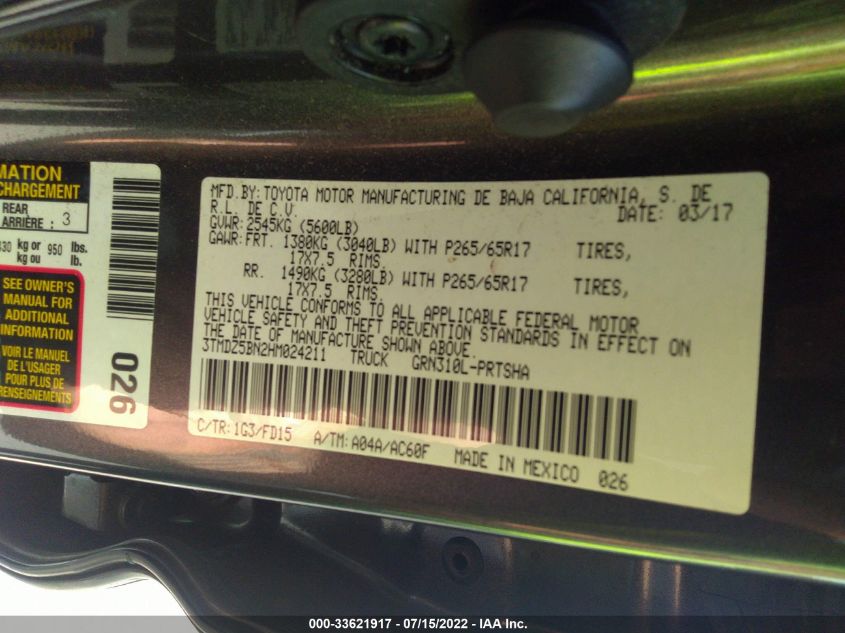 MATION
CHARGEMENT
REAR
ARRIÈRE : 3
kg or 950 lbs.
kg ou lb.
SEE OWNER'S
MANUAL FOR
ADDITIONAL
INFORMATION
VOIR LE MANUEL
DE L'USAGER
POUR PLUS DE
RENSEIGNEMENTS
026
MFD.BY:TOYOTA MOTOR MANUFACTURING DE BAJA CALIFORNIA, S. DE
R.L. DE C.V. DATE: 03/17
GVWR:2545KG (5600LB)
GAWR:FRT. 1380KG (3040LB) WITH P265/65R17 TIRES,
17X7.5 RIMS.
RR. 1490KG (3280LB) WITH P265/65R17 TIRES,
17X7.5 RIMS.
THIS VEHICLE CONFORMS TO ALL APPLICABLE FEDERAL MOTOR
VEHICLE SAFETY AND THEFT PREVENTION STANDARDS IN EFFECT ON
THE DATE OF MANUFACTURE SHOWN ABOVE.
3TMDZ5BN2HM024211 TRUCK GRN310L-PRTSHA
C/TR:1G3/FD15 A/TM:A04A/AC60F MADE IN MEXICO 026
000-33621917 - 07/15/2022 - IAA Inc.